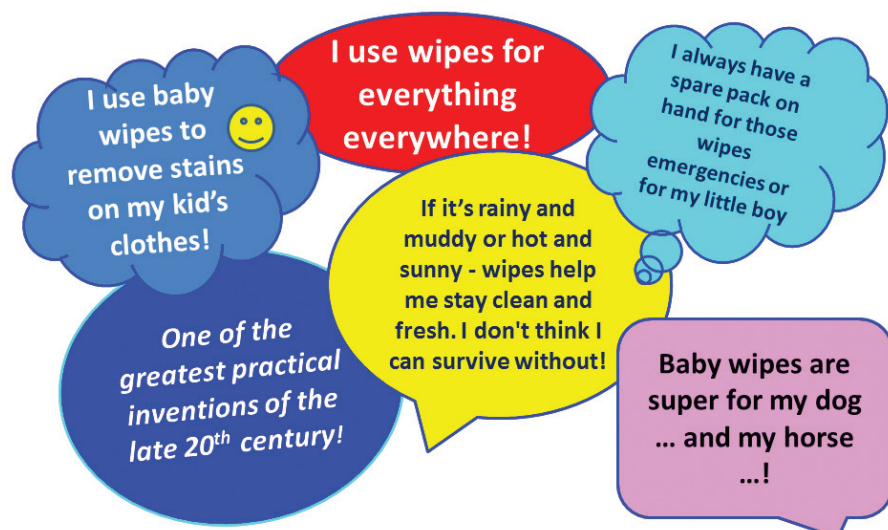 I use baby
wipes to
remove stains
on my kid's
clothes!
I use wipes for
everything
everywhere!
I always have a
spare pack on
hand for those
wipes
emergencies or
for my little boy
One of the
greatest practical
inventions of the
late 20th century!
If it's rainy and
muddy or hot and
sunny - wipes help
me stay clean and
fresh. I don't think I
can survive without!
Baby wipes are
super for my dog
... and my horse
...!